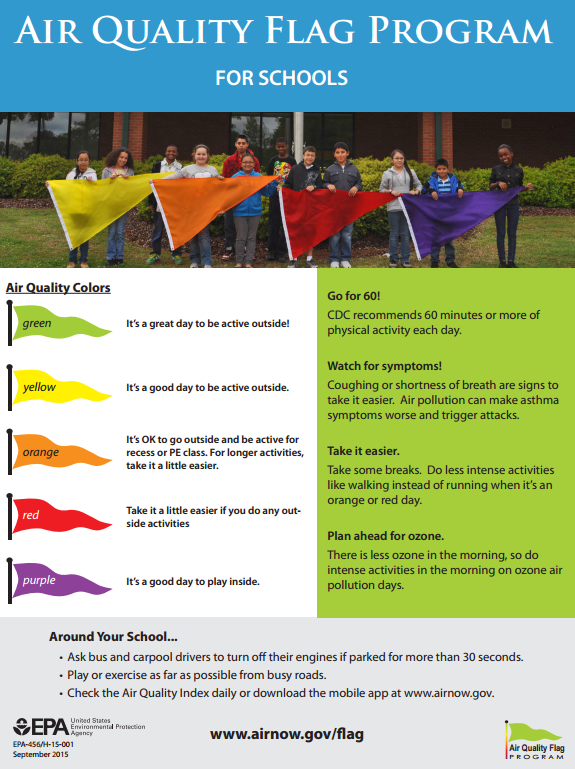 AIR QUALITY FLAG PROGRAM
FOR SCHOOLS
Air Quality Colors
green
It's a great day to be active outside!
yellow
It's a good day to be active outside.
orange
It's OK to go outside and be active for
recess or PE class. For longer activities,
take it a little easier.
red
Take it a little easier if you do any out-
side activities
purple
It's a good day to play inside.
Go for 60!
CDC recommends 60 minutes or more of
physical activity each day.
Watch for symptoms!
Coughing or shortness of breath are signs to
take it easier. Air pollution can make asthma
symptoms worse and trigger attacks.
Take it easier.
Take some breaks. Do less intense activities
like walking instead of running when it's an
orange or red day.
Plan ahead for ozone.
There is less ozone in the morning, so do
intense activities in the morning on ozone air
pollution days.
Around Your School...
• Ask bus and carpool drivers to turn off their engines if parked for more than 30 seconds.
• Play or exercise as far as possible from busy roads.
• Check the Air Quality Index daily or download the mobile app at www.airnow.gov.
EPA
United States
Environmental Protection
Agency
EPA-456/H-15-001
September 2015
www.airnow.gov/flag
Air Quality Flag
PROGRAM